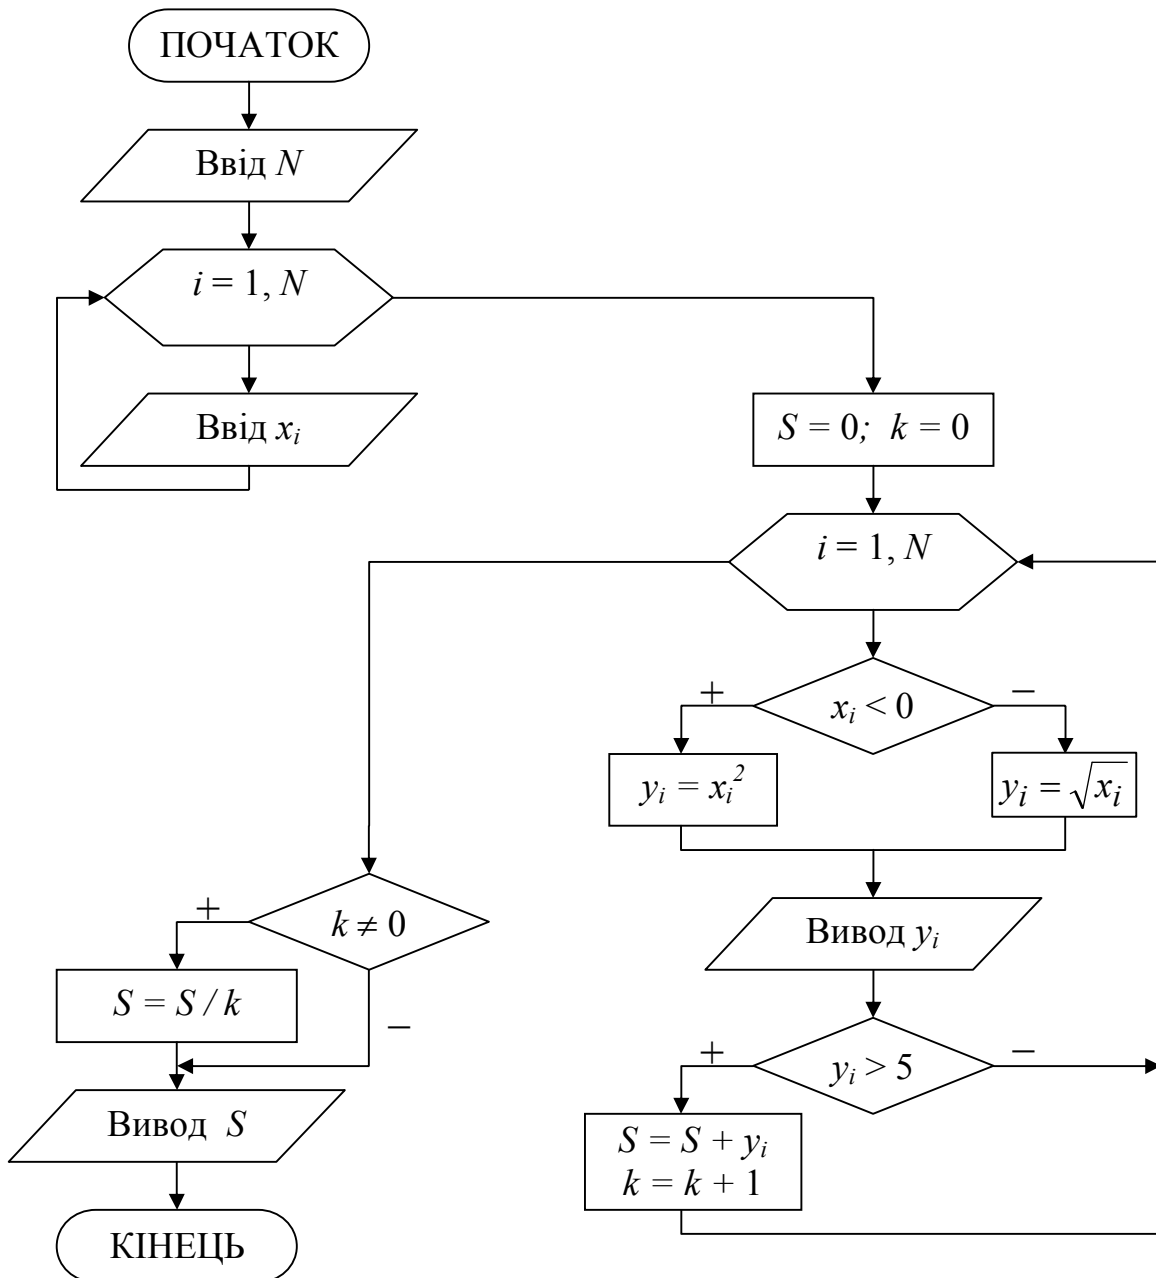 ПОЧАТОК
Ввід N
i = 1, N
Ввід xᵢ
S = 0; k = 0
i = 1, N
xᵢ < 0
+
−
yᵢ = xᵢ²
yᵢ = √xᵢ
Вивод yᵢ
yᵢ > 5
+
−
S = S + yᵢ
k = k + 1
k ≠ 0
+
−
S = S / k
Вивод S
КІНЕЦЬ